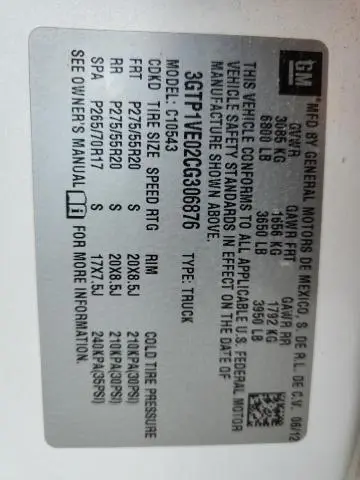 GM
MFD BY GENERAL MOTORS DE MEXICO, S. DE R.L. DE C.V. 06/12
GVWR GAWR FRT GAWR RR
3085 KG 1656 KG 1792 KG
6800 LB 3650 LB 3950 LB
THIS VEHICLE CONFORMS TO ALL APPLICABLE U.S. FEDERAL MOTOR
VEHICLE SAFETY STANDARDS IN EFFECT ON THE DATE OF
MANUFACTURE SHOWN ABOVE.
3GTP1VE02CG306876 TYPE: TRUCK
MODEL: C10543
CDKD TIRE SIZE SPEED RTG RIM COLD TIRE PRESSURE
FRT P275/55R20 S 20X8.5J 210KPA(30PSI)
RR P275/55R20 S 20X8.5J 210KPA(30PSI)
SPA P265/70R17 S 17X7.5J 240KPA(35PSI)
SEE OWNER'S MANUAL FOR MORE INFORMATION.